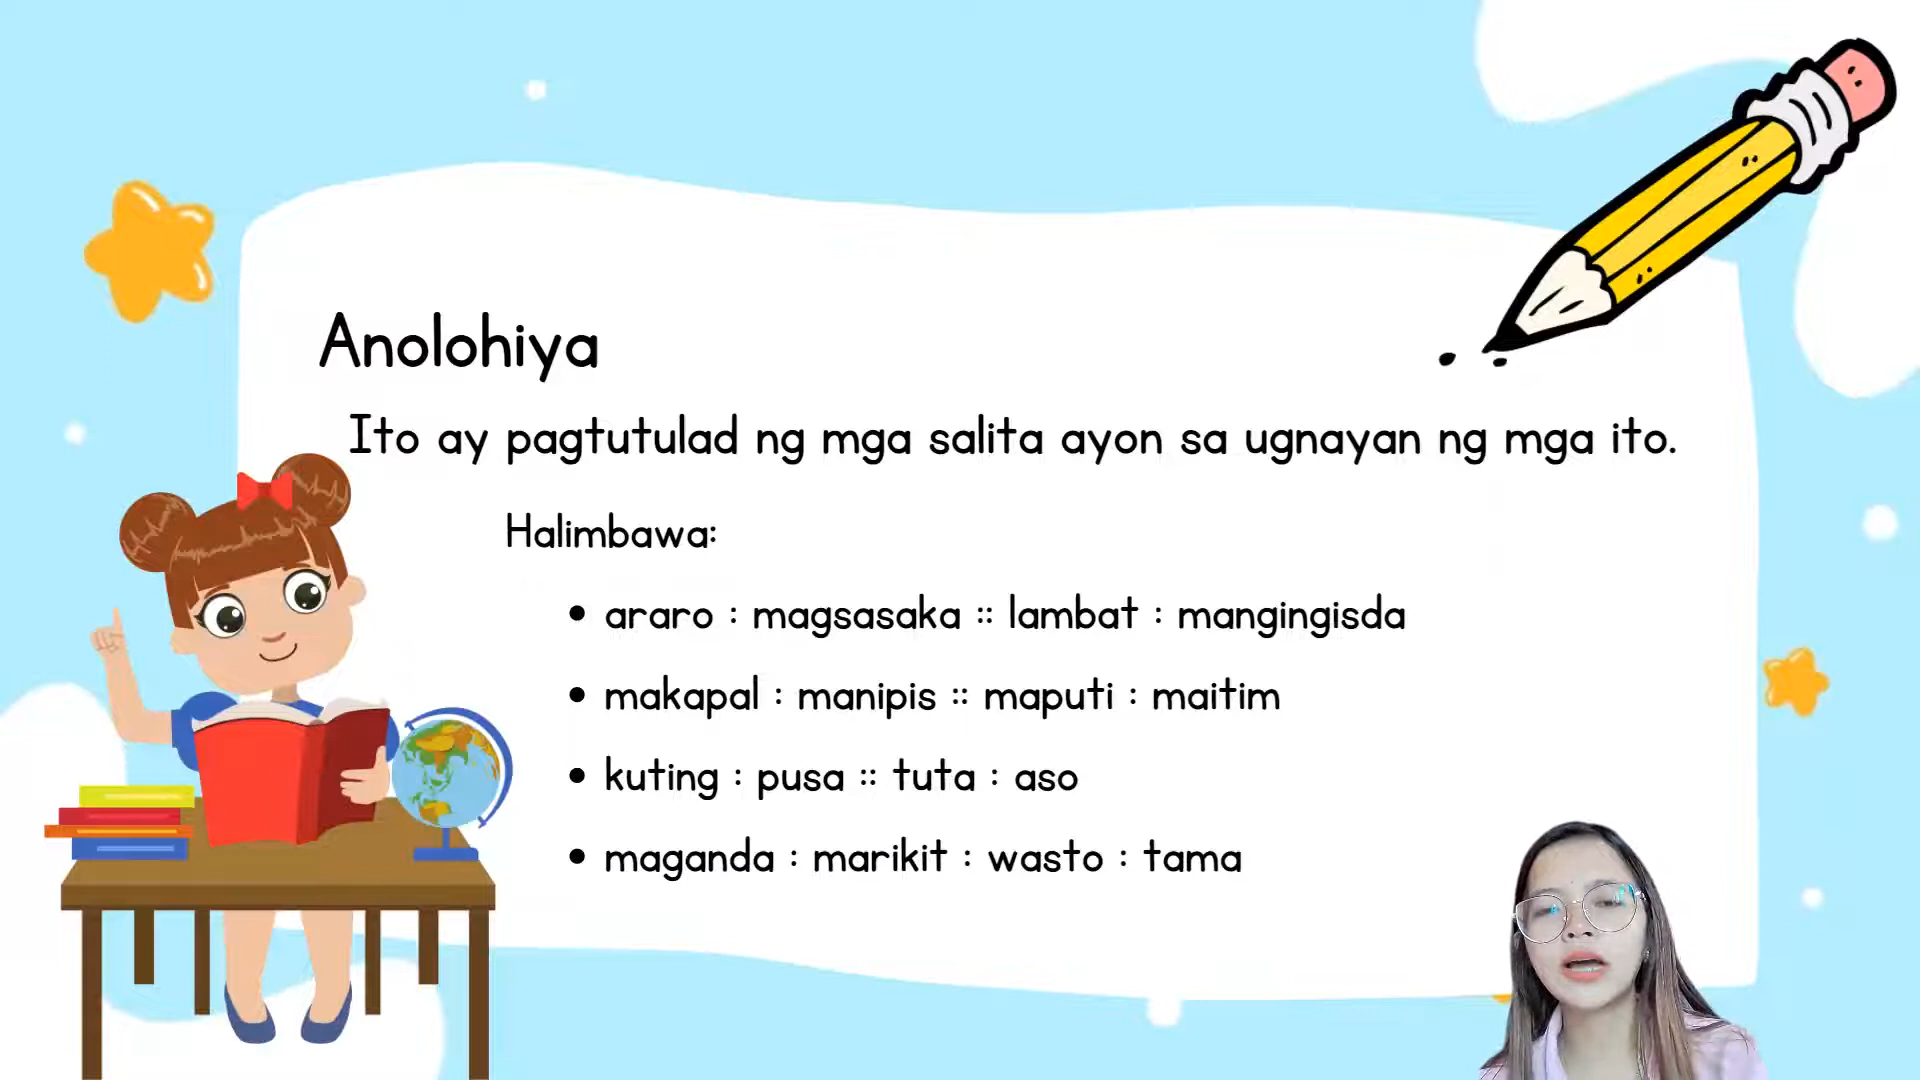 Anolohiya
Ito ay pagtutulad ng mga salita ayon sa ugnayan ng mga ito.
Halimbawa:
• araro : magsasaka :: lambat : mangingisda
• makapal : manipis :: maputi : maitim
• kuting : pusa :: tuta : aso
• maganda : marikit : wasto : tama